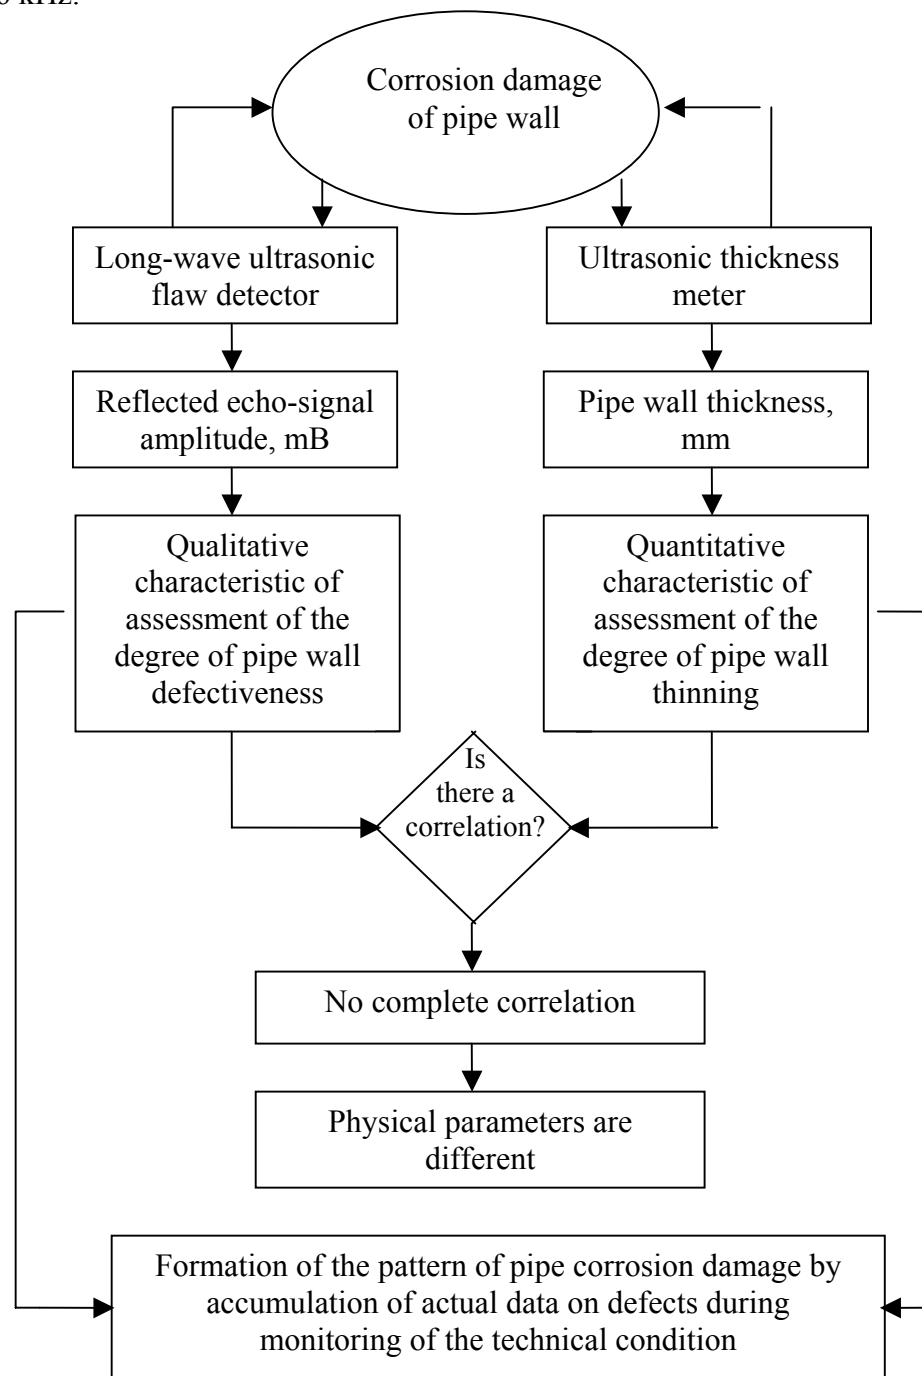 kHz.
Corrosion damage
of pipe wall
Long-wave ultrasonic
flaw detector
Ultrasonic thickness
meter
Reflected echo-signal
amplitude, mB
Pipe wall thickness,
mm
Qualitative
characteristic of
assessment of the
degree of pipe wall
defectiveness
Quantitative
characteristic of
assessment of the
degree of pipe wall
thinning
Is
there a
correlation?
No complete correlation
Physical parameters are
different
Formation of the pattern of pipe corrosion damage by
accumulation of actual data on defects during
monitoring of the technical condition